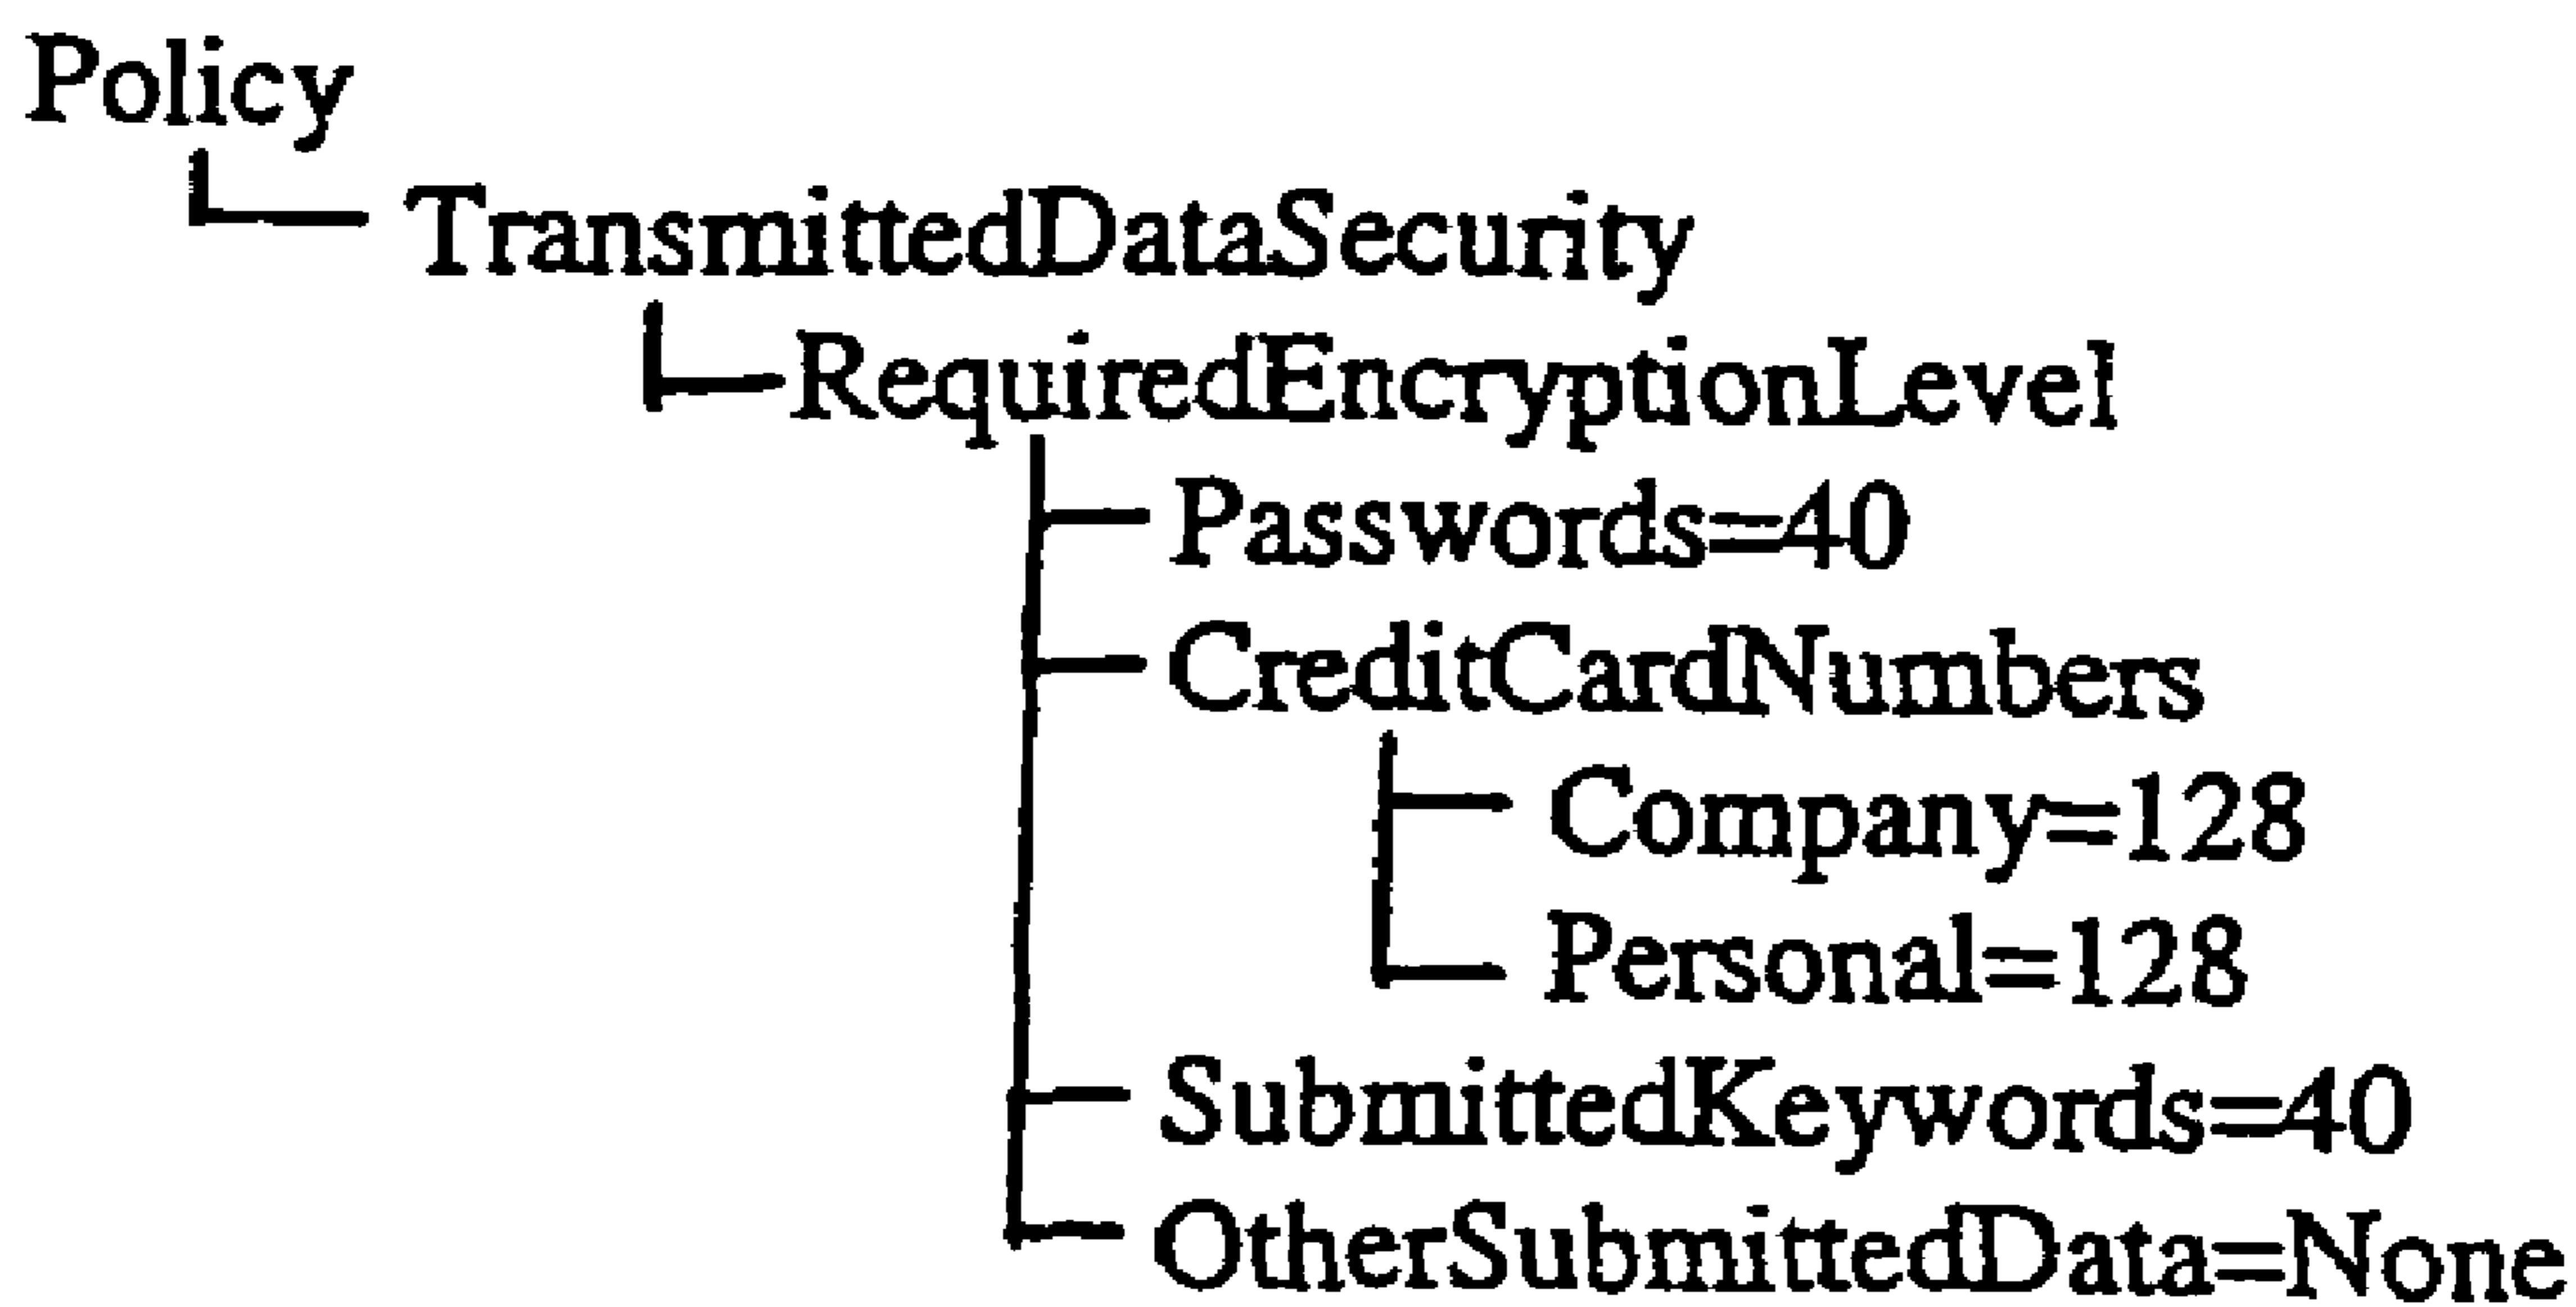 Policy
TransmittedDataSecurity
RequiredEncryptionLevel
Passwords=40
CreditCardNumbers
Company=128
Personal=128
SubmittedKeywords=40
OtherSubmittedData=None